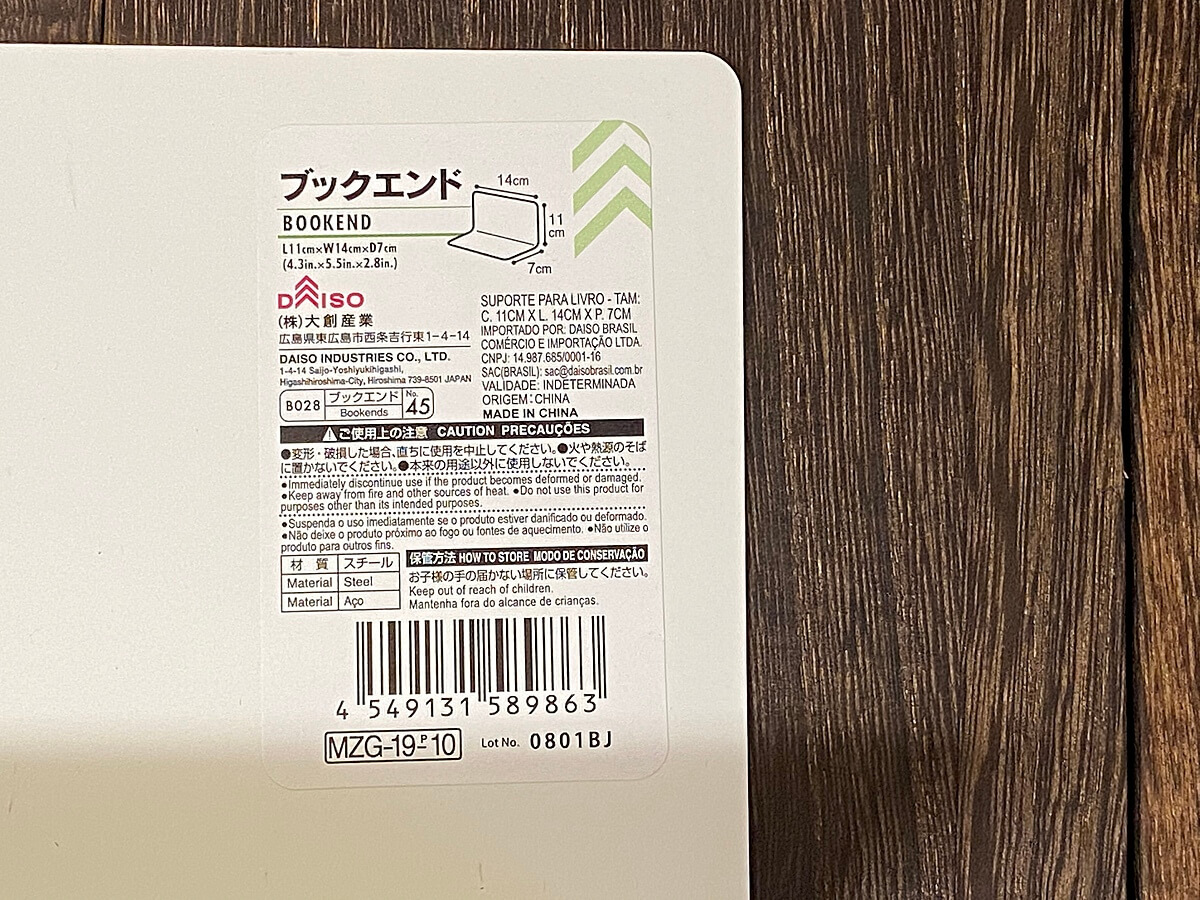 ブックエンド
BOOKEND
L11cm×W14cm×D7cm
(4.3in.×5.5in.×2.8in.)
14cm
11
cm
7cm
DAISO
(株)大創産業
広島県東広島市西条吉行東1-4-14
DAISO INDUSTRIES CO., LTD.
1-4-14 Saijo-Yoshiyukihigashi,
Higashihiroshima-City, Hiroshima 739-8501 JAPAN
B028
ブックエンド
Bookends
No.
45
SUPORTE PARA LIVRO - TAM:
C. 11CM X L. 14CM X P. 7CM
IMPORTADO POR: DAISO BRASIL
COMÉRCIO E IMPORTAÇÃO LTDA.
CNPJ: 14.987.685/0001-16
SAC(BRASIL): sac@daisobrasil.com.br
VALIDADE: INDETERMINADA
ORIGEM: CHINA
MADE IN CHINA
ご使用上の注意 CAUTION PRECAUÇÕES
●変形・破損した場合、直ちに使用を中止してください。●火や熱源のそば
に置かないでください。●本来の用途以外に使用しないでください。
●Immediately discontinue use if the product becomes deformed or damaged.
●Keep away from fire and other sources of heat. ●Do not use this product for
purposes other than its intended purposes.
●Suspenda o uso imediatamente se o produto estiver danificado ou deformado.
●Não deixe o produto próximo ao fogo ou fontes de aquecimento. ●Não utilize o
produto para outros fins.
材 質 スチール
Material Steel
Material Aço
保管方法 HOW TO STORE MODO DE CONSERVAÇÃO
お子様の手の届かない場所に保管してください。
Keep out of reach of children.
Mantenha fora do alcance de crianças.
4 549131 589863
MZG-19-P-10
Lot No. 0801BJ